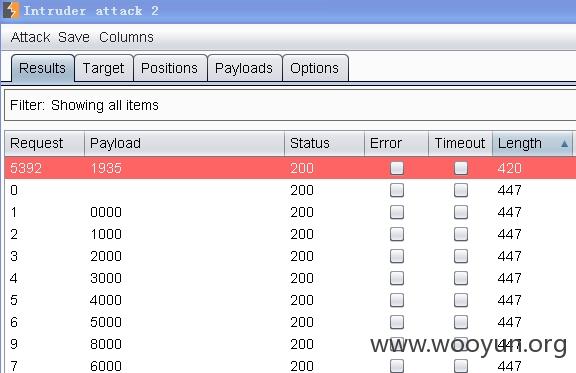 Intruder attack 2
Attack Save Columns
Results Target Positions Payloads Options
Filter: Showing all items
Request Payload Status Error Timeout Length
5392 1935 200 420
0 200 447
1 0000 200 447
2 1000 200 447
3 2000 200 447
4 3000 200 447
5 4000 200 447
6 5000 200 447
9 8000 200 447
7 6000 200 447
www.wooyun.org